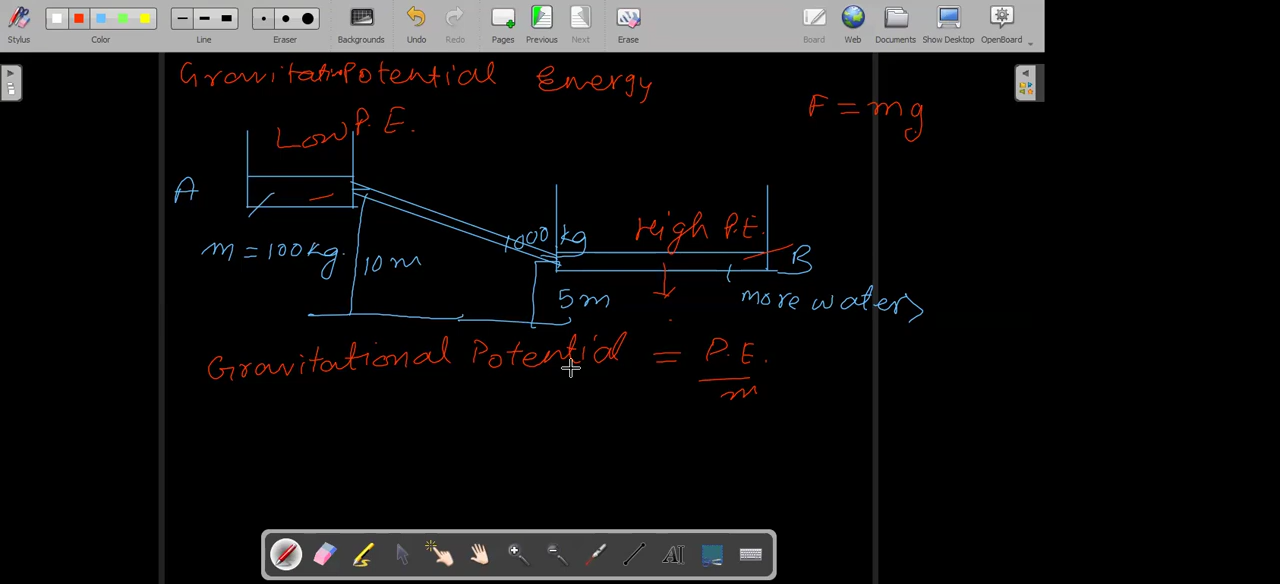 Stylus
Color
Line
Eraser
Backgrounds
Undo
Redo
Pages
Previous
Next
Erase
Board
Web
Documents
Show Desktop
OpenBoard
Potential Energy
F = mg
Low P.E.
A
High P.E.
1000 kg
B
m = 100 kg.
10 m
5 m
more water
Gravitational Potential = P.E.
m
AI